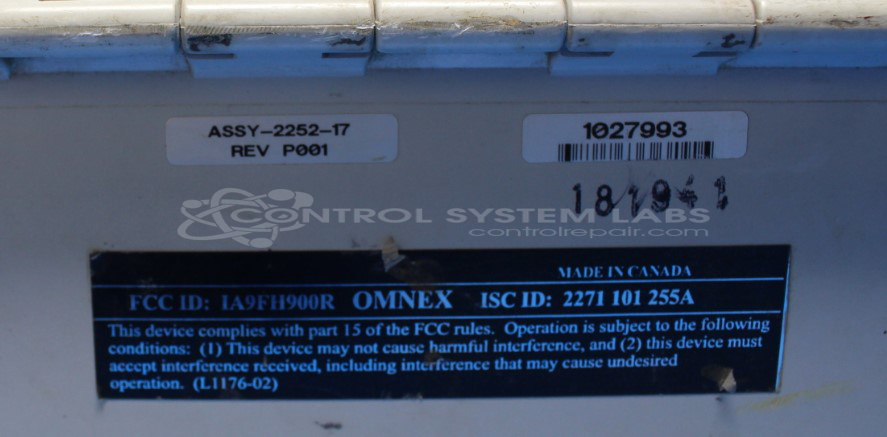 ASSY-2252-17
REV P001
1027993
CONTROL SYSTEM LABS
controlrepair.com
MADE IN CANADA
FCC ID: IA9FH900R OMNEX ISC ID: 2271 101 255A
This device complies with part 15 of the FCC rules. Operation is subject to the following
conditions: (1) This device may not cause harmful interference, and (2) this device must
accept interference received, including interference that may cause undesired
operation. (L1176-02)